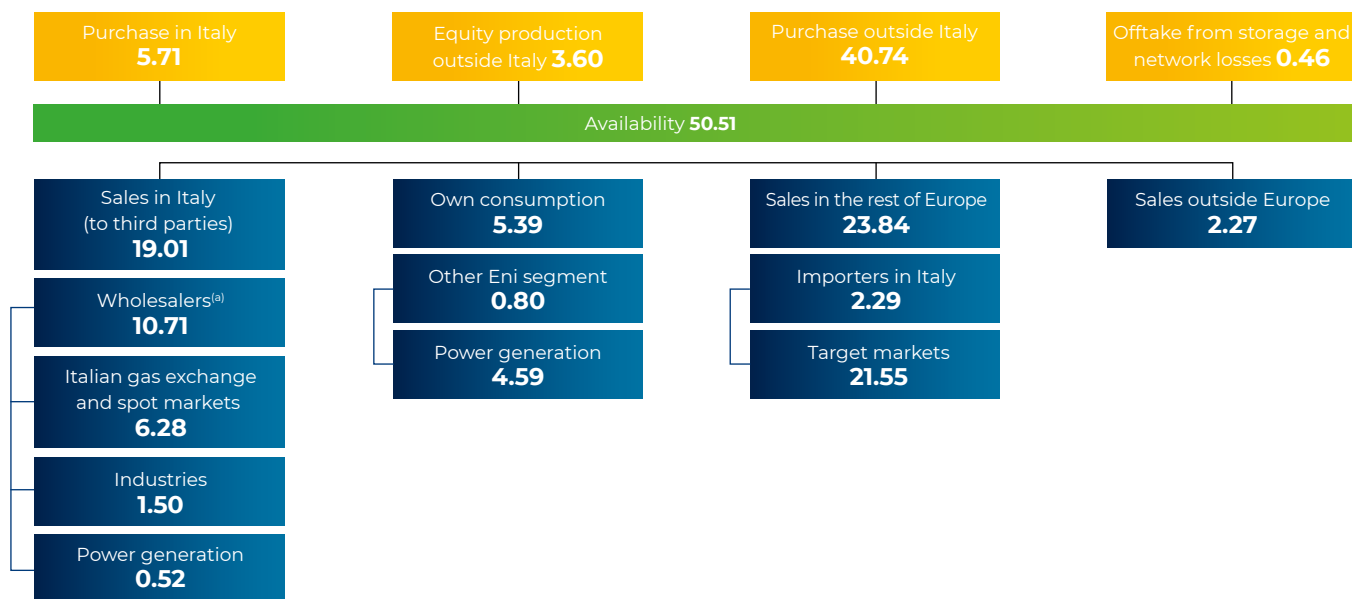 Purchase in Italy
5.71
Equity production
outside Italy 3.60
Purchase outside Italy
40.74
Offtake from storage and
network losses 0.46
Availability 50.51
Sales in Italy
(to third parties)
19.01
Wholesalers(a)
10.71
Italian gas exchange
and spot markets
6.28
Industries
1.50
Power generation
0.52
Own consumption
5.39
Other Eni segment
0.80
Power generation
4.59
Sales in the rest of Europe
23.84
Importers in Italy
2.29
Target markets
21.55
Sales outside Europe
2.27